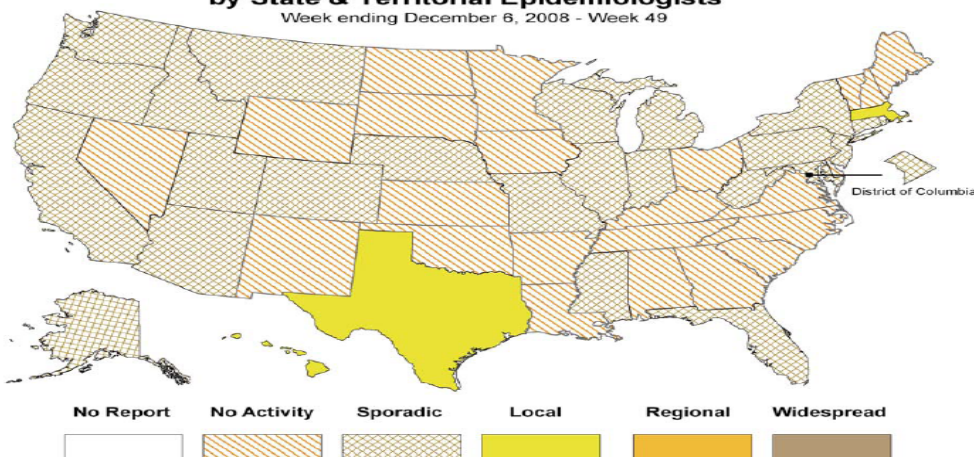 by State & Territorial Epidemiologists
Week ending December 6, 2008 - Week 49
District of Columbia
No Report No Activity Sporadic Local Regional Widespread